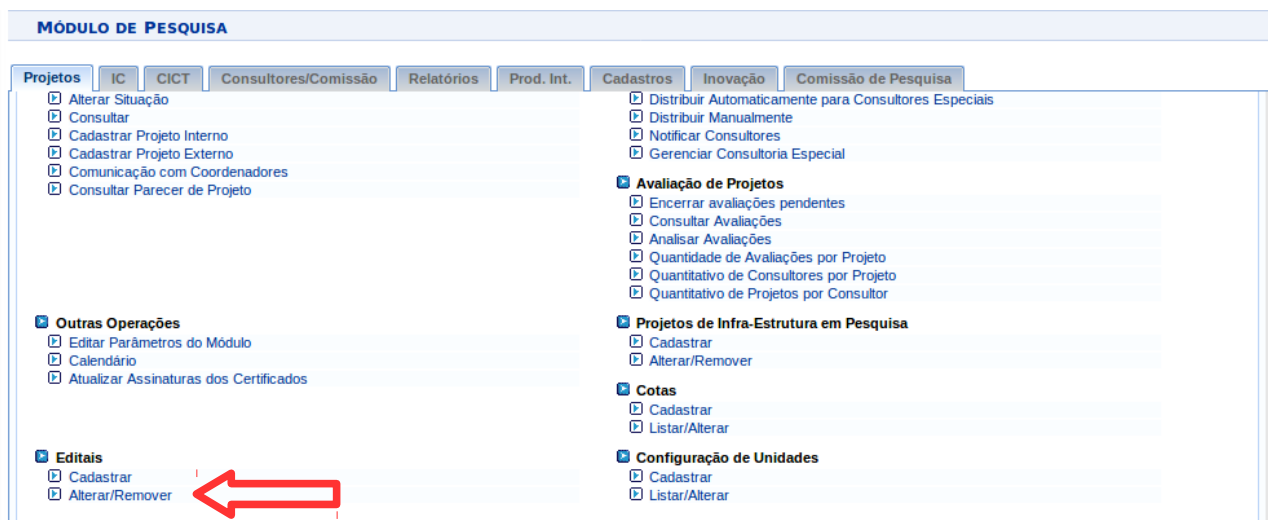 MÓDULO DE PESQUISA
Projetos IC CICT Consultores/Comissão Relatórios Prod. Int. Cadastros Inovação Comissão de Pesquisa
Alterar Situação
Consultar
Cadastrar Projeto Interno
Cadastrar Projeto Externo
Comunicação com Coordenadores
Consultar Parecer de Projeto
Distribuir Automaticamente para Consultores Especiais
Distribuir Manualmente
Notificar Consultores
Gerenciar Consultoria Especial
Avaliação de Projetos
Encerrar avaliações pendentes
Consultar Avaliações
Analisar Avaliações
Quantidade de Avaliações por Projeto
Quantitativo de Consultores por Projeto
Quantitativo de Projetos por Consultor
Outras Operações
Editar Parâmetros do Módulo
Calendário
Atualizar Assinaturas dos Certificados
Projetos de Infra-Estrutura em Pesquisa
Cadastrar
Alterar/Remover
Cotas
Cadastrar
Listar/Alterar
Editais
Cadastrar
Alterar/Remover
Configuração de Unidades
Cadastrar
Listar/Alterar